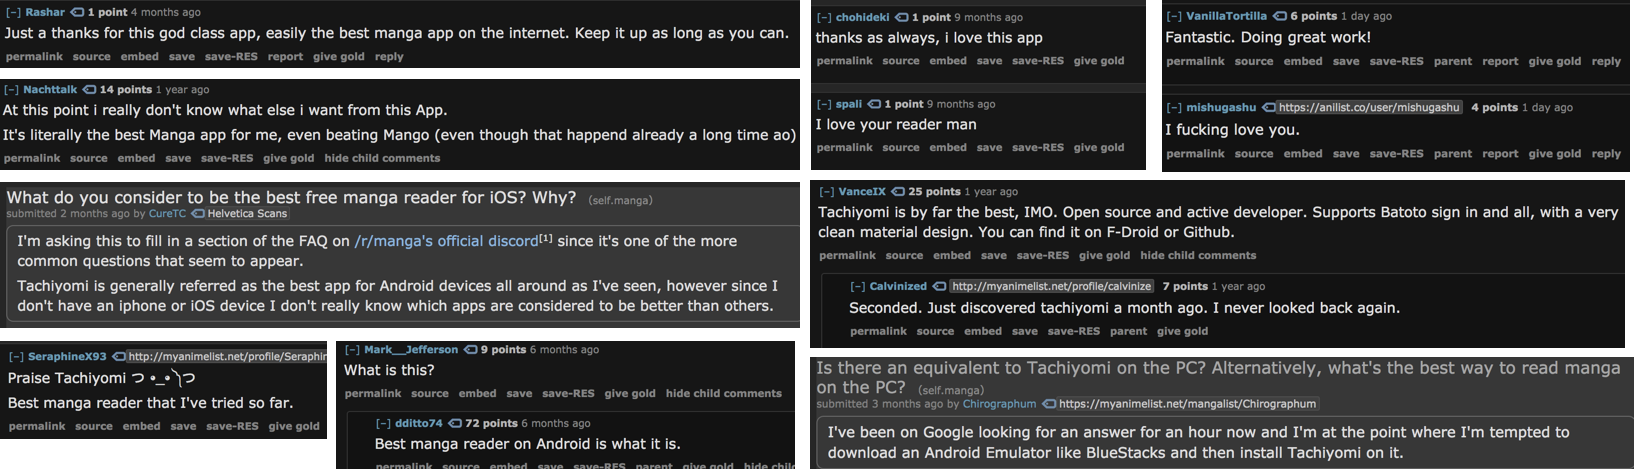 [-] Rashar 1 point 4 months ago
Just a thanks for this god class app, easily the best manga app on the internet. Keep it up as long as you can.
permalink source embed save save-RES report give gold reply
[-] Nachttalk 14 points 1 year ago
At this point i really don't know what else i want from this App.
It's literally the best Manga app for me, even beating Mango (even though that happend already a long time ao)
permalink source embed save save-RES give gold hide child comments
What do you consider to be the best free manga reader for iOS? Why? (self.manga)
submitted 2 months ago by CureTC Helvetica Scans
I'm asking this to fill in a section of the FAQ on /r/manga's official discord[1] since it's one of the more
common questions that seem to appear.
Tachiyomi is generally referred as the best app for Android devices all around as I've seen, however since I
don't have an iphone or iOS device I don't really know which apps are considered to be better than others.
[-] SeraphineX93 http://myanimelist.net/profile/Seraphin
Praise Tachiyomi つ •_• ༽つ
Best manga reader that I've tried so far.
permalink source embed save save-RES give gold
[-] Mark__Jefferson 9 points 6 months ago
What is this?
permalink source embed save save-RES give gold hide child comments
[-] dditto74 72 points 6 months ago
Best manga reader on Android is what it is.
permalink source embed save save-RES parent give gold hide child com
[-] chohideki 1 point 9 months ago
thanks as always, i love this app
permalink source embed save save-RES give gold
[-] spali 1 point 9 months ago
I love your reader man
permalink source embed save save-RES give gold
[-] VanillaTortilla 6 points 1 day ago
Fantastic. Doing great work!
permalink source embed save save-RES parent report give gold reply
[-] mishugashu https://anilist.co/user/mishugashu 4 points 1 day ago
I fucking love you.
permalink source embed save save-RES parent report give gold reply
[-] VanceIX 25 points 1 year ago
Tachiyomi is by far the best, IMO. Open source and active developer. Supports Batoto sign in and all, with a very
clean material design. You can find it on F-Droid or Github.
permalink source embed save save-RES give gold hide child comments
[-] Calvinized http://myanimelist.net/profile/calvinize 7 points 1 year ago
Seconded. Just discovered tachiyomi a month ago. I never looked back again.
permalink source embed save save-RES parent give gold
Is there an equivalent to Tachiyomi on the PC? Alternatively, what's the best way to read manga
on the PC? (self.manga)
submitted 3 months ago by Chirographum https://myanimelist.net/mangalist/Chirographum
I've been on Google looking for an answer for an hour now and I'm at the point where I'm tempted to
download an Android Emulator like BlueStacks and then install Tachiyomi on it.